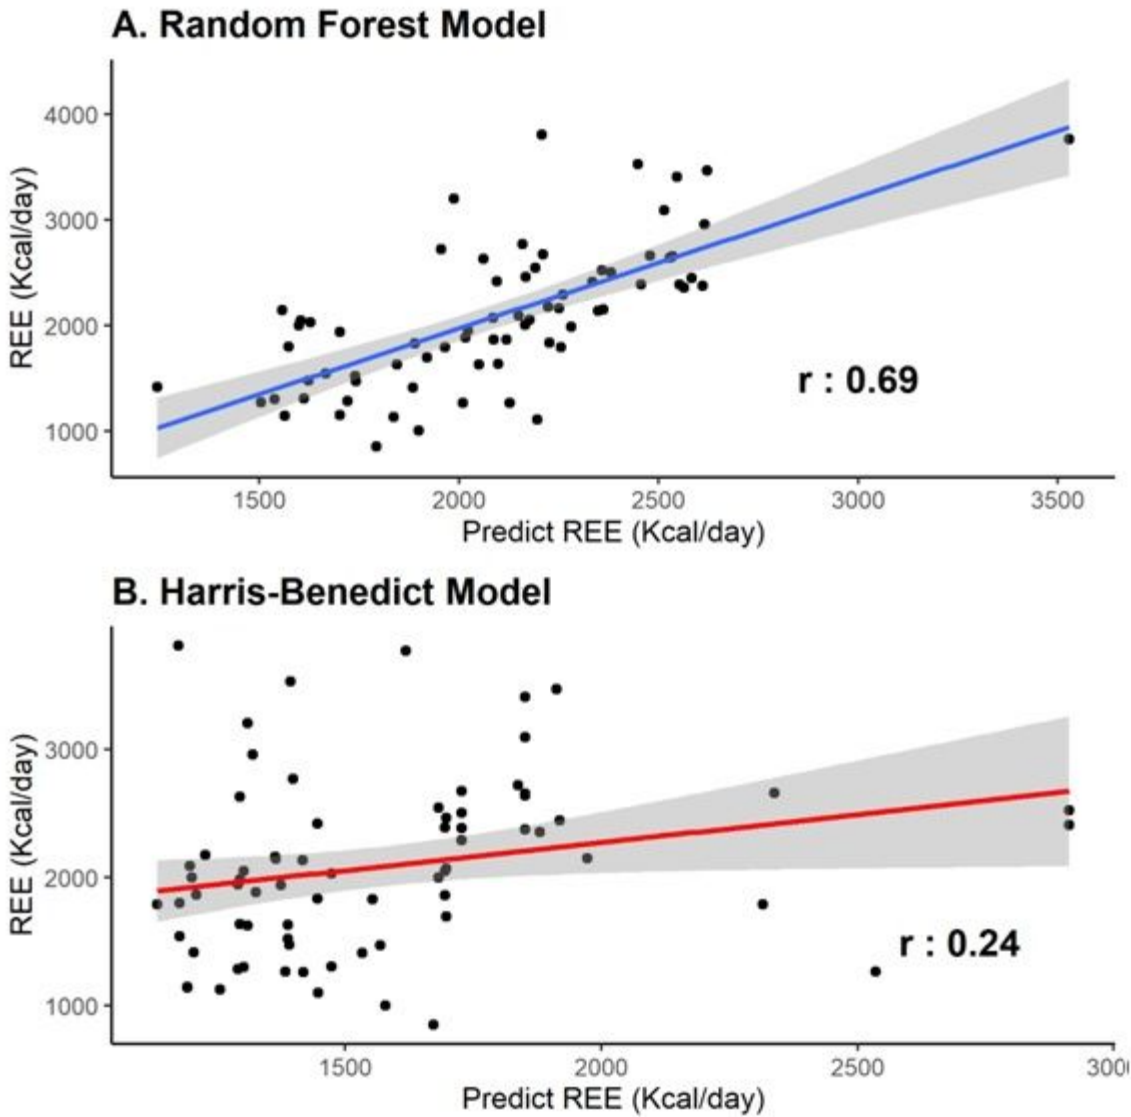 A. Random Forest Model
4000
3000
2000
1000
REE (Kcal/day)
r : 0.69
1500 2000 2500 3000 3500
Predict REE (Kcal/day)
B. Harris-Benedict Model
3000
2000
1000
REE (Kcal/day)
r : 0.24
1500 2000 2500 300
Predict REE (Kcal/day)